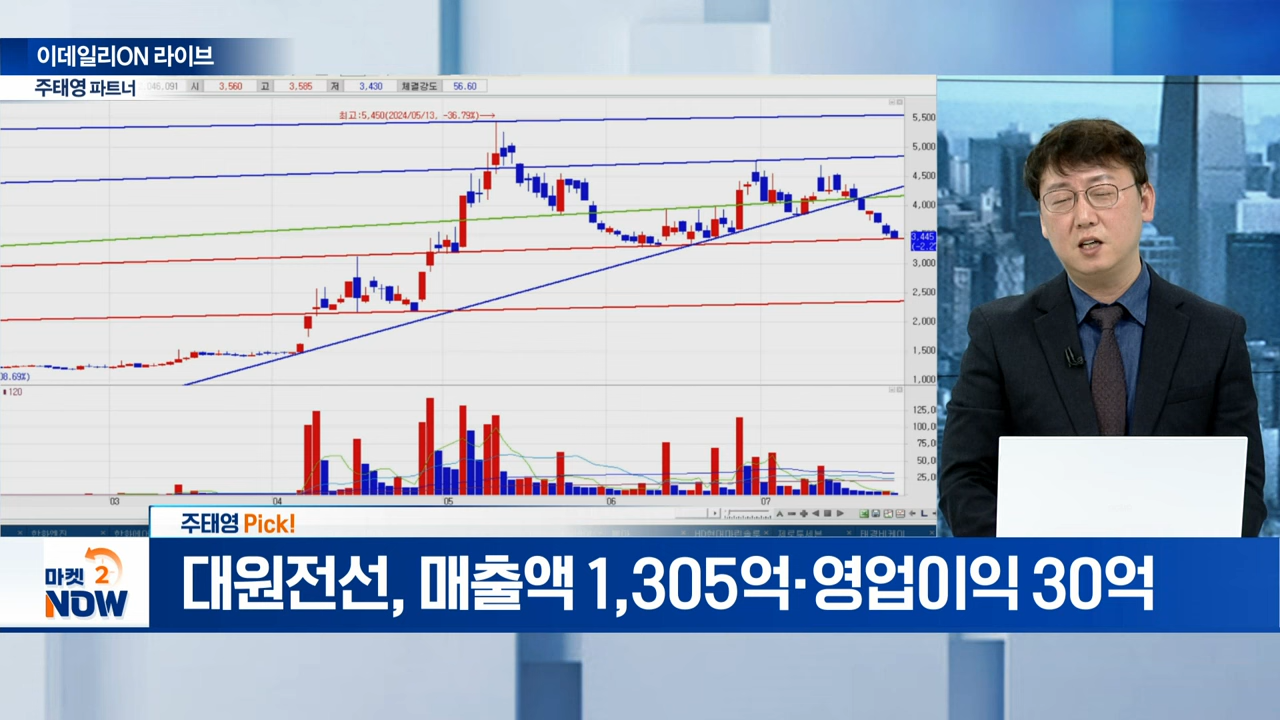 이데일리ON 라이브
주태영 파트너
046,091 시 3,560 고 3,585 저 3,430 체결강도 56.60
최고:5,450(2024/05/13, -36.79%)→
5,500
5,000
4,500
4,000
3,445
3,000
2,500
2,000
1,500
1,000
08.69%)
120
125,0
100,0
75,0
50,0
25,0
03 04 05 06 07
주태영 Pick!
마켓 2
NOW
대원전선, 매출액 1,305억·영업이익 30억